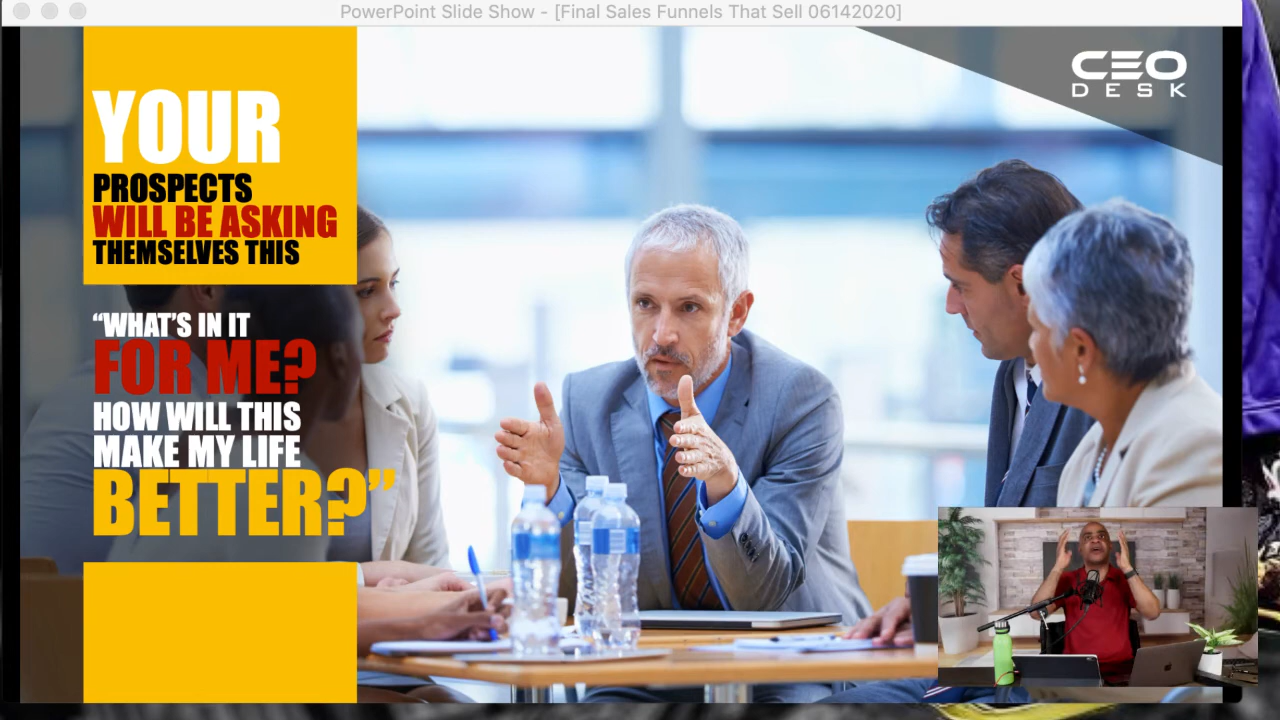 PowerPoint Slide Show - [Final Sales Funnels That Sell 06142020]
CEO
DESK
YOUR
PROSPECTS
WILL BE ASKING
THEMSELVES THIS
“WHAT’S IN IT
FOR ME?
HOW WILL THIS
MAKE MY LIFE
BETTER?”